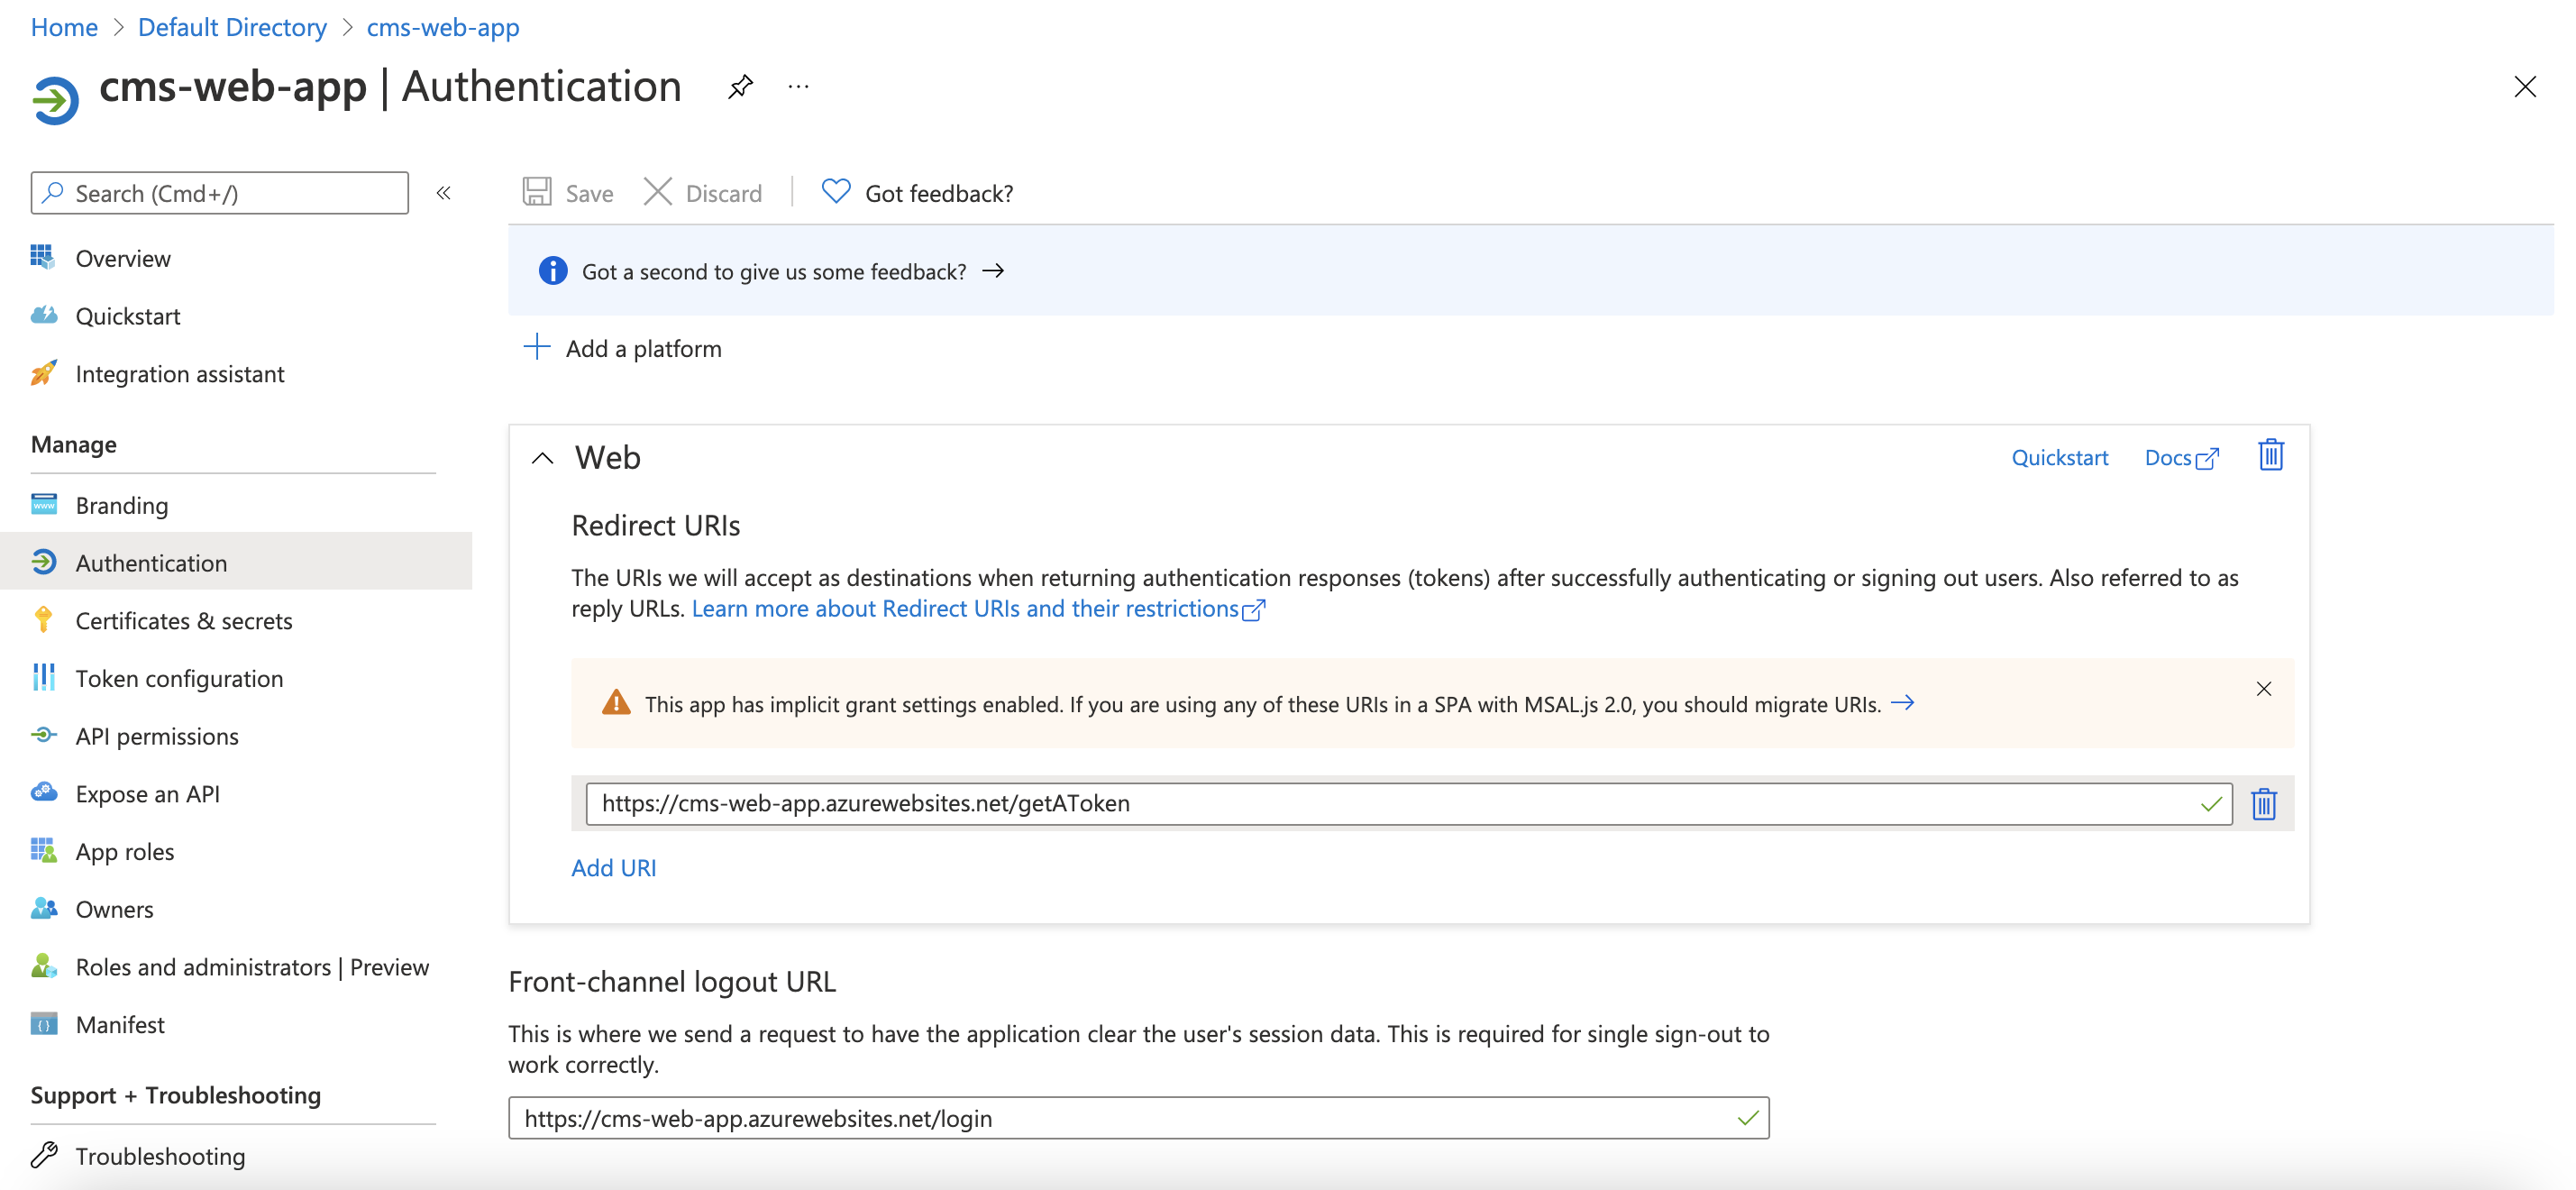 Home > Default Directory > cms-web-app
cms-web-app | Authentication
Search (Cmd+/)
Overview
Quickstart
Integration assistant
Manage
Branding
Authentication
Certificates & secrets
Token configuration
API permissions
Expose an API
App roles
Owners
Roles and administrators | Preview
Manifest
Support + Troubleshooting
Troubleshooting
Save Discard Got feedback?
Got a second to give us some feedback?
Add a platform
Web Quickstart Docs
Redirect URIs
The URIs we will accept as destinations when returning authentication responses (tokens) after successfully authenticating or signing out users. Also referred to as
reply URLs. Learn more about Redirect URIs and their restrictions
This app has implicit grant settings enabled. If you are using any of these URIs in a SPA with MSAL.js 2.0, you should migrate URIs.
https://cms-web-app.azurewebsites.net/getAToken
Add URI
Front-channel logout URL
This is where we send a request to have the application clear the user's session data. This is required for single sign-out to
work correctly.
https://cms-web-app.azurewebsites.net/login